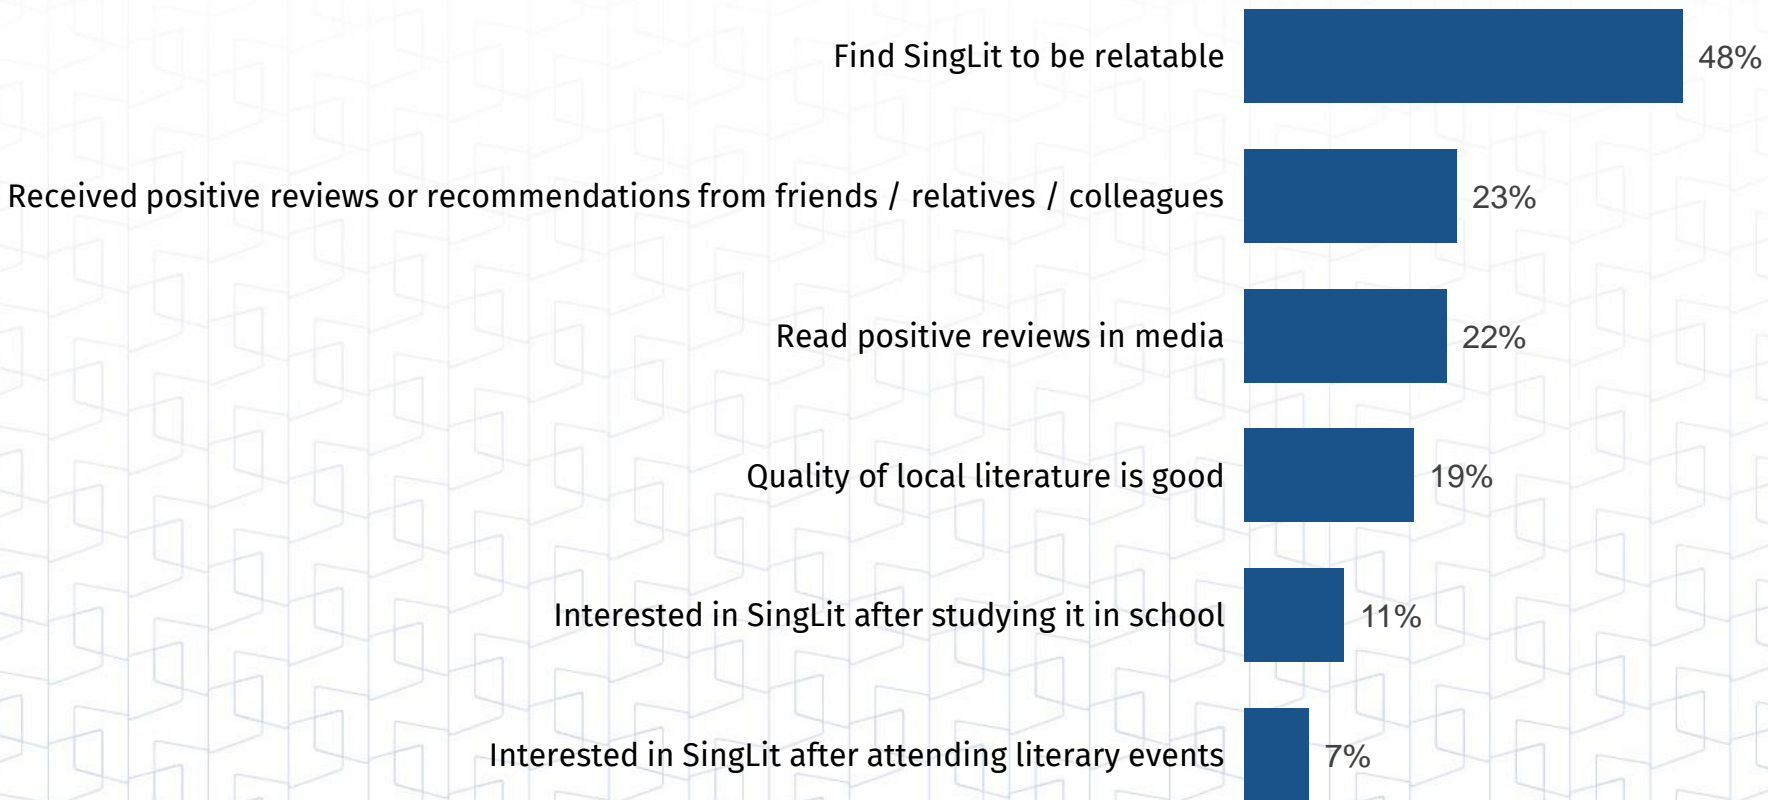 Find SingLit to be relatable 48%
Received positive reviews or recommendations from friends / relatives / colleagues 23%
Read positive reviews in media 22%
Quality of local literature is good 19%
Interested in SingLit after studying it in school 11%
Interested in SingLit after attending literary events 7%